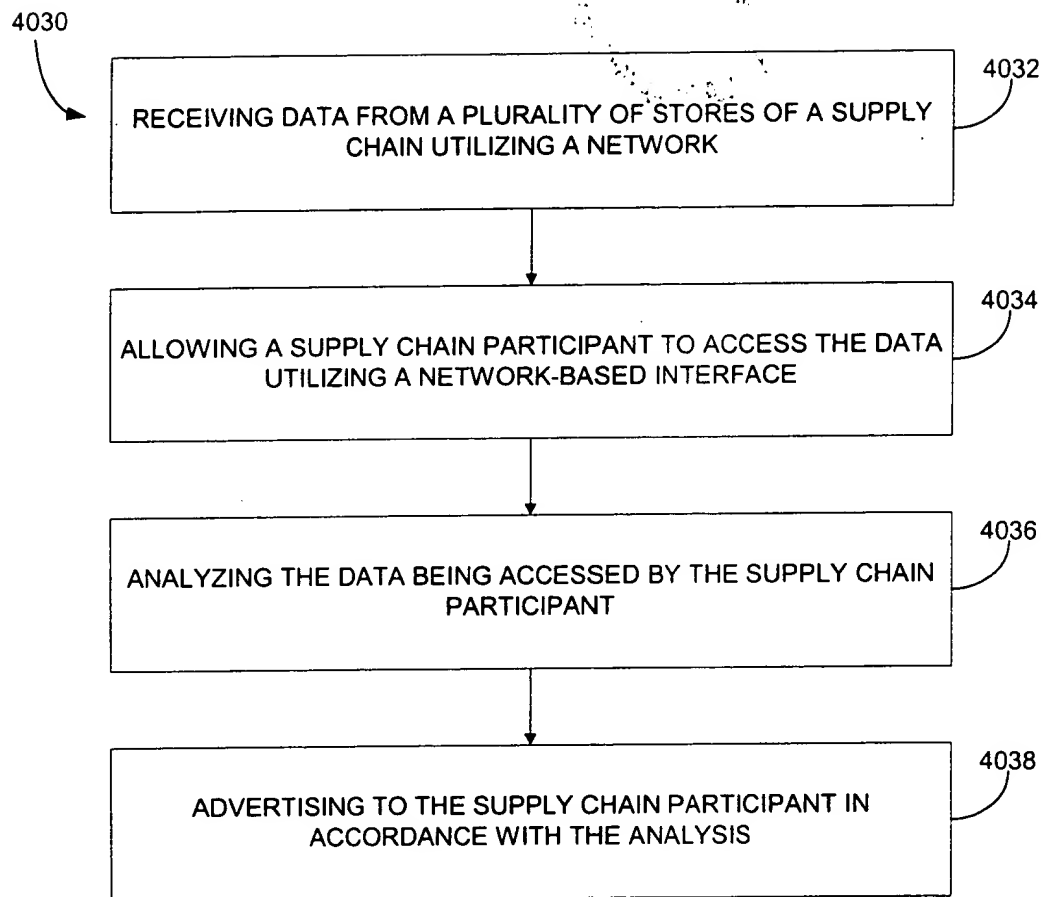 4030
4032
RECEIVING DATA FROM A PLURALITY OF STORES OF A SUPPLY
CHAIN UTILIZING A NETWORK
4034
ALLOWING A SUPPLY CHAIN PARTICIPANT TO ACCESS THE DATA
UTILIZING A NETWORK-BASED INTERFACE
4036
ANALYZING THE DATA BEING ACCESSED BY THE SUPPLY CHAIN
PARTICIPANT
4038
ADVERTISING TO THE SUPPLY CHAIN PARTICIPANT IN
ACCORDANCE WITH THE ANALYSIS